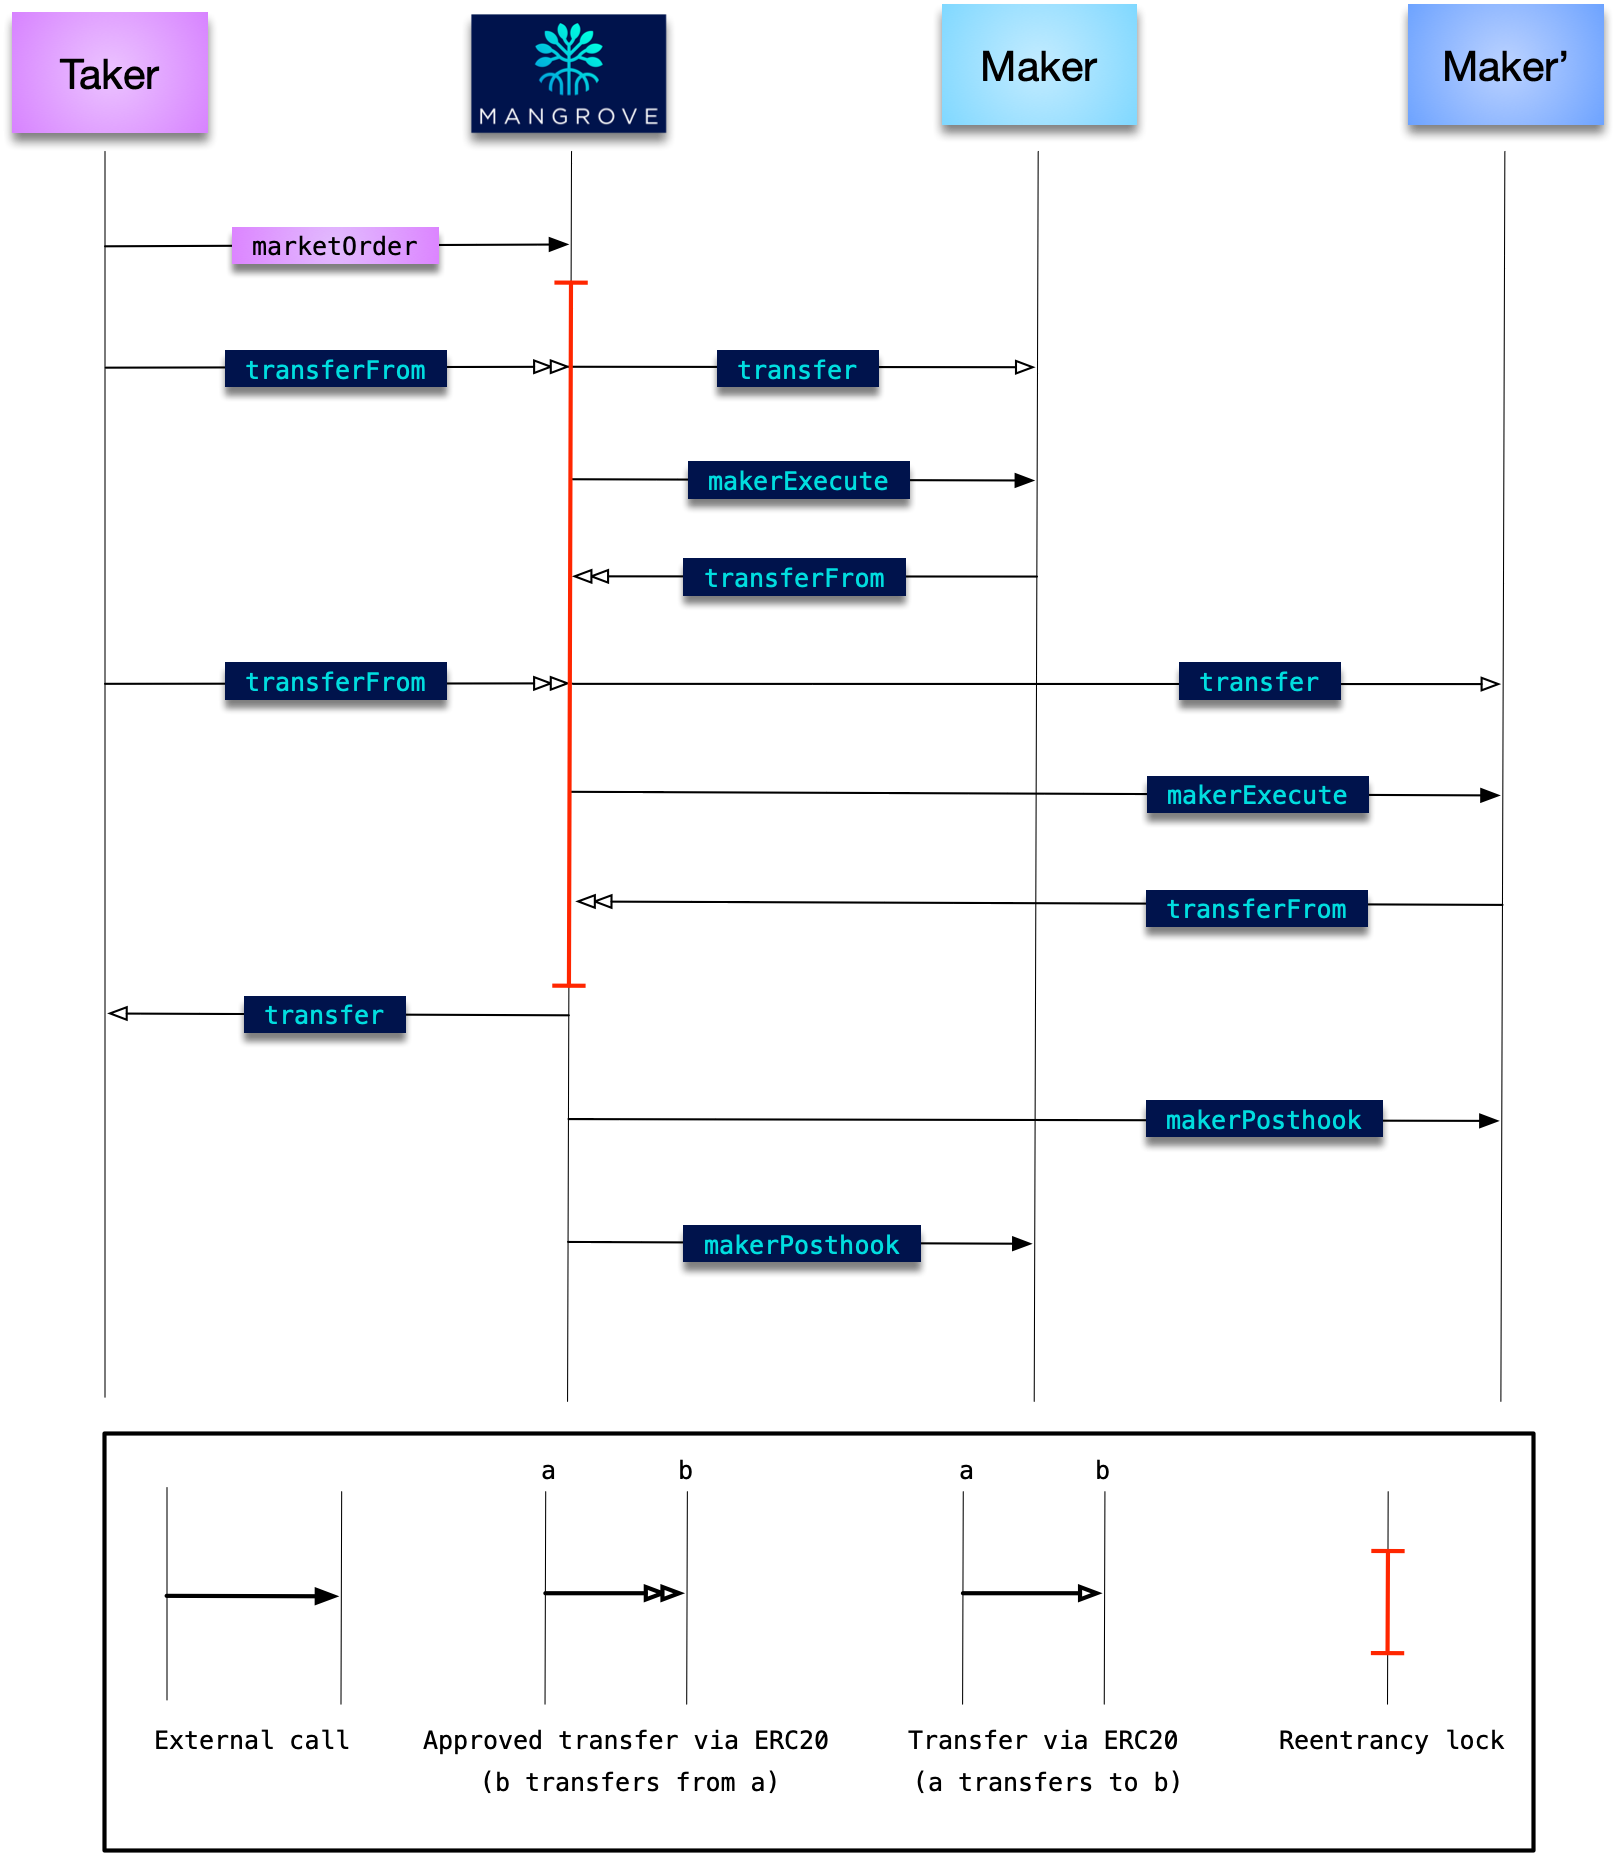 Taker
MANGROVE
Maker
Maker’
marketOrder
transferFrom
transfer
makerExecute
transferFrom
transferFrom
transfer
makerExecute
transferFrom
transfer
makerPosthook
makerPosthook
a b
a b
External call
Approved transfer via ERC20
(b transfers from a)
Transfer via ERC20
(a transfers to b)
Reentrancy lock